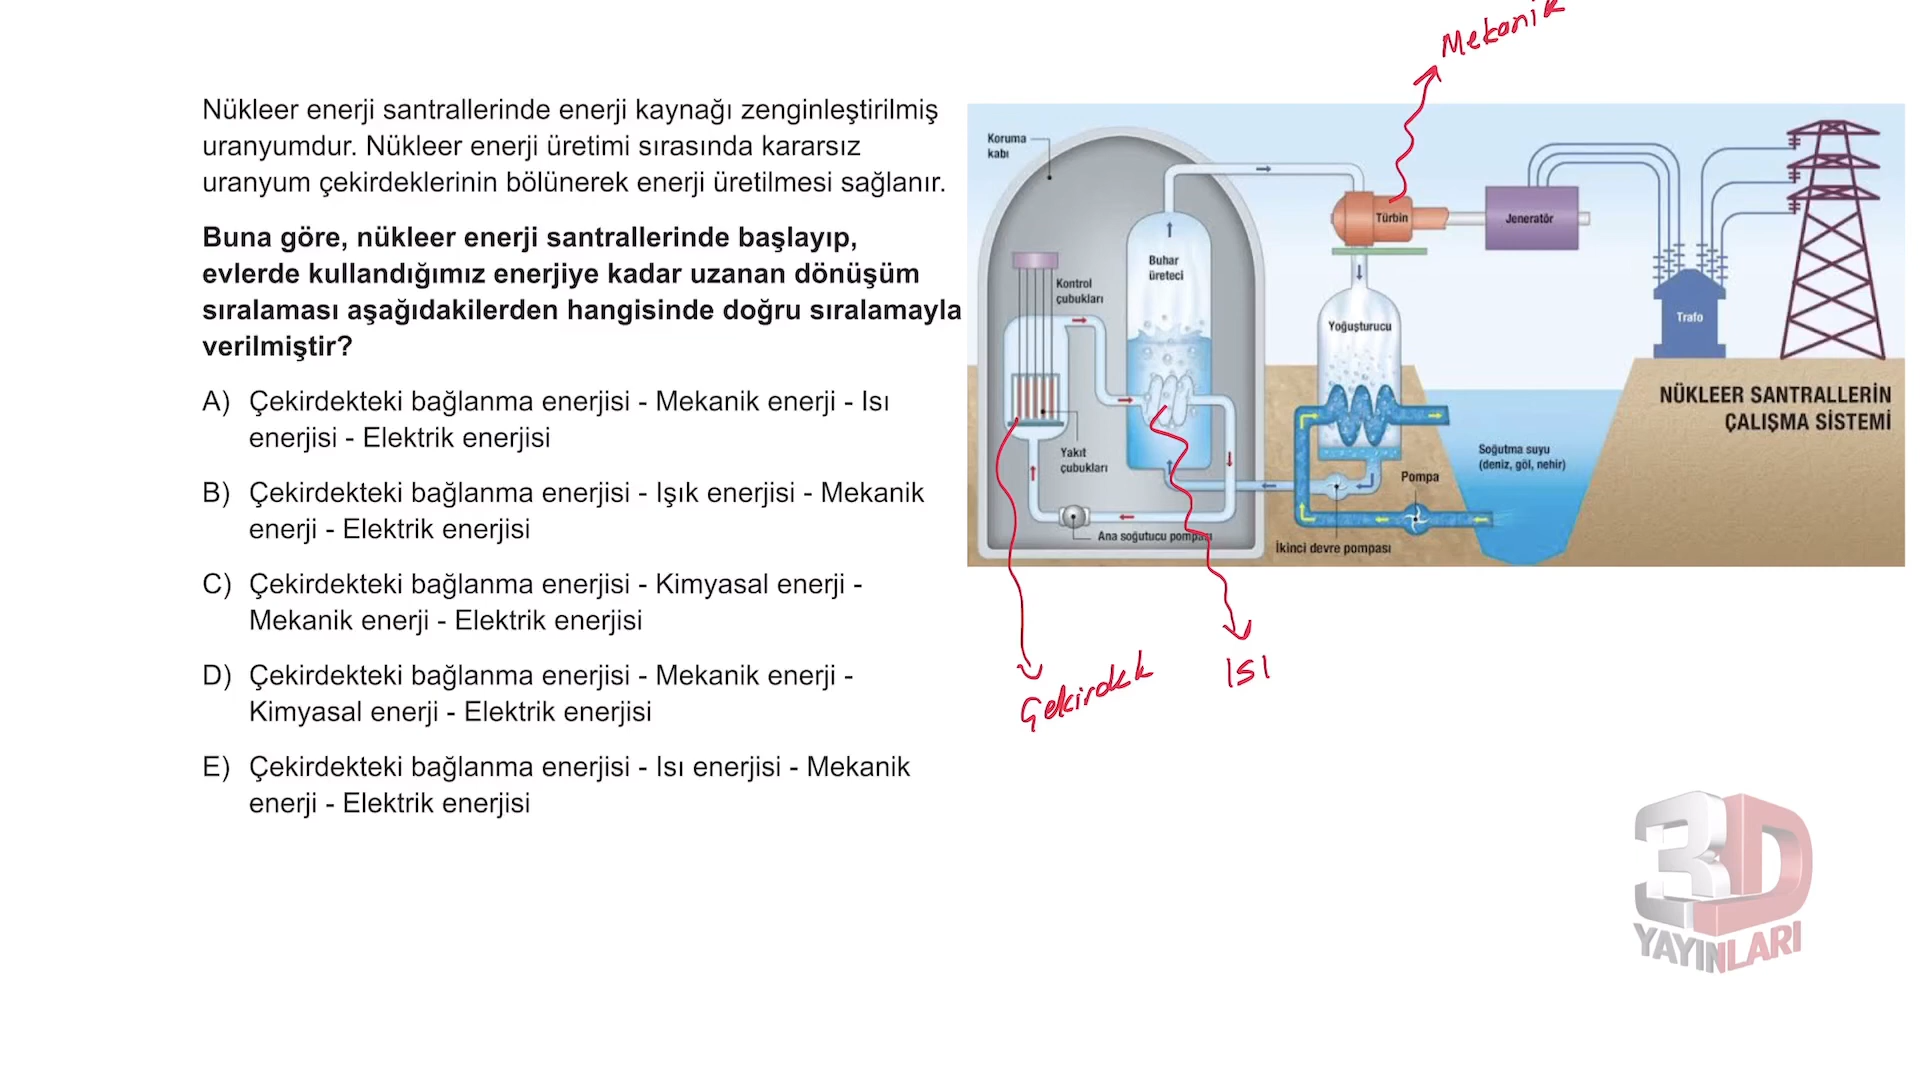 Nükleer enerji santrallerinde enerji kaynağı zenginleştirilmiş
uranyumdur. Nükleer enerji üretimi sırasında kararsız
uranyum çekirdeklerinin bölünerek enerji üretilmesi sağlanır.
Buna göre, nükleer enerji santrallerinde başlayıp,
evlerde kullandığımız enerjiye kadar uzanan dönüşüm
sıralaması aşağıdakilerden hangisinde doğru sıralamayla
verilmiştir?
A) Çekirdekteki bağlanma enerjisi - Mekanik enerji - Isı
enerjisi - Elektrik enerjisi
B) Çekirdekteki bağlanma enerjisi - Işık enerjisi - Mekanik
enerji - Elektrik enerjisi
C) Çekirdekteki bağlanma enerjisi - Kimyasal enerji -
Mekanik enerji - Elektrik enerjisi
D) Çekirdekteki bağlanma enerjisi - Mekanik enerji -
Kimyasal enerji - Elektrik enerjisi
E) Çekirdekteki bağlanma enerjisi - Isı enerjisi - Mekanik
enerji - Elektrik enerjisi
Mekanik
Koruma
kabı
Türbin
Jeneratör
Buhar
üreteci
Kontrol
çubukları
Yoğuşturucu
Trafo
NÜKLEER SANTRALLERİN
ÇALIŞMA SİSTEMİ
Yakıt
çubukları
Soğutma suyu
(deniz, göl, nehir)
Pompa
Ana soğutucu pompası
İkinci devre pompası
Çekirdek
ISI
3D
YAYINLARI